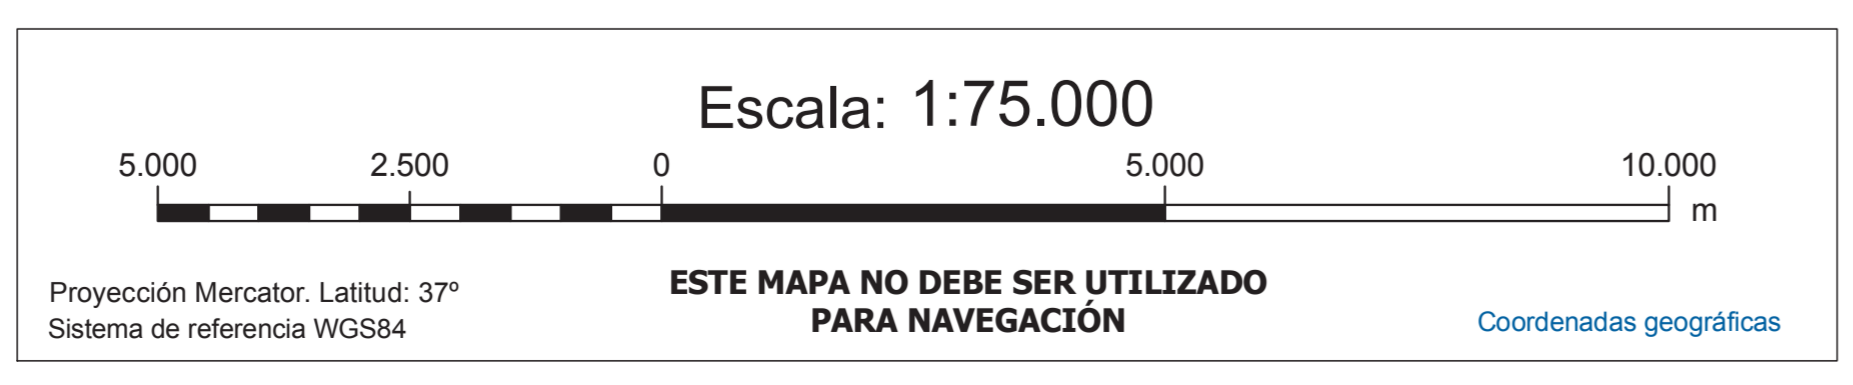 Escala: 1:75.000
5.000 2.500 0 5.000 10.000
m
Proyección Mercator. Latitud: 37º
Sistema de referencia WGS84
ESTE MAPA NO DEBE SER UTILIZADO
PARA NAVEGACIÓN
Coordenadas geográficas